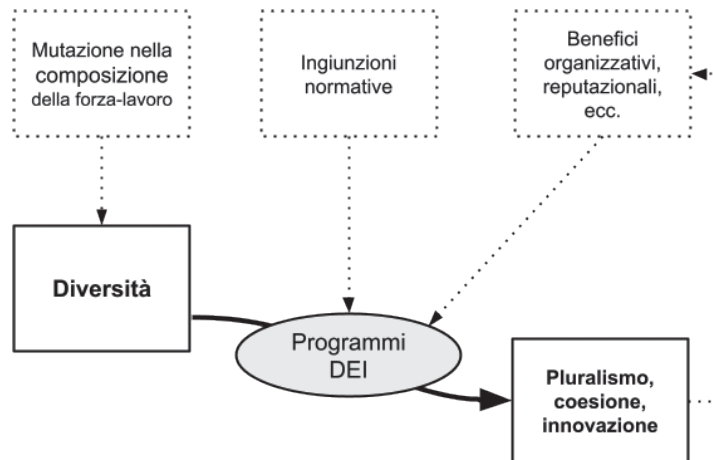 Mutazione nella
composizione
della forza-lavoro
Ingiunzioni
normative
Benefici
organizzativi,
reputazionali,
ecc.
Diversità
Programmi
DEI
Pluralismo,
coesione,
innovazione